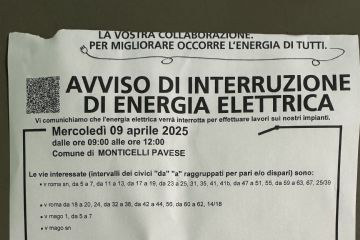 LA VOSTRA COLLABORAZIONE.
PER MIGLIORARE OCCORRE L'ENERGIA DI TUTTI.
AVVISO DI INTERRUZIONE
DI ENERGIA ELETTRICA
Vi comunichiamo che l'energia elettrica verrà interrotta per effettuare lavori sui nostri impianti.
Mercoledì 09 aprile 2025
dalle ore 09:00 alle ore 12:00
Comune di MONTICELLI PAVESE
Le vie interessate (intervalli dei civici "da" "a" raggruppati per pari e/o dispari) sono:
• v roma sn, da 5 a 7, da 11 a 13, da 17 a 19, da 23 a 25, 31, 35, 41, 41b, da 47 a 51, 55, da 59 a 63, 67, 25/39
• v roma da 18 a 20, 24, da 32 a 38, da 42 a 44, 56, da 60 a 62, 14/18
• v mago 1, da 5 a 7
• v mago sn